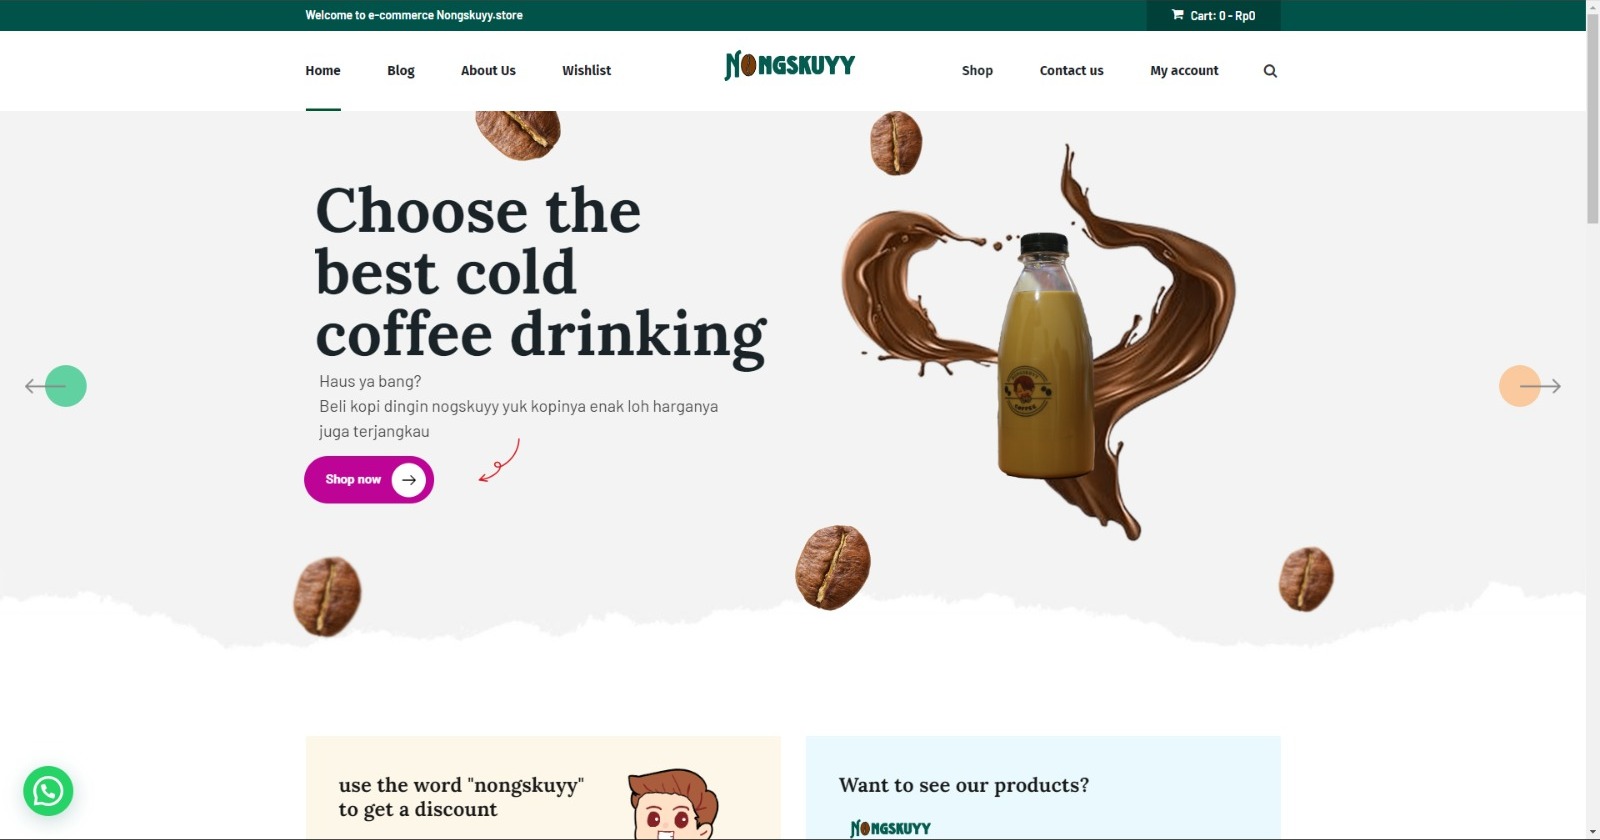 Welcome to e-commerce Nongskuyy.store
Cart: 0 - Rp0
Home
Blog
About Us
Wishlist
NONGSKUYY
Shop
Contact us
My account
Choose the
best cold
coffee drinking
Haus ya bang?
Beli kopi dingin nogskuyy yuk kopinya enak loh harganya
juga terjangkau
Shop now
COFFEE
use the word "nongskuyy"
to get a discount
Want to see our products?
NONGSKUYY